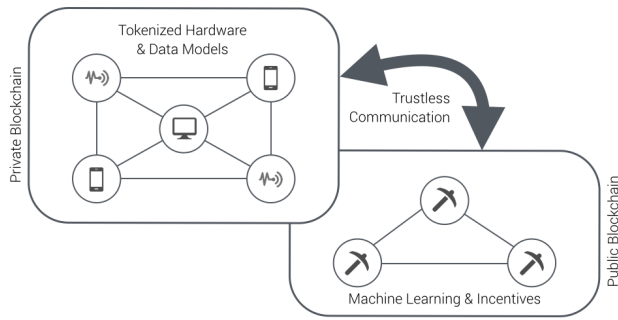 Tokenized Hardware
& Data Models
Private Blockchain
Trustless
Communication
Public Blockchain
Machine Learning & Incentives